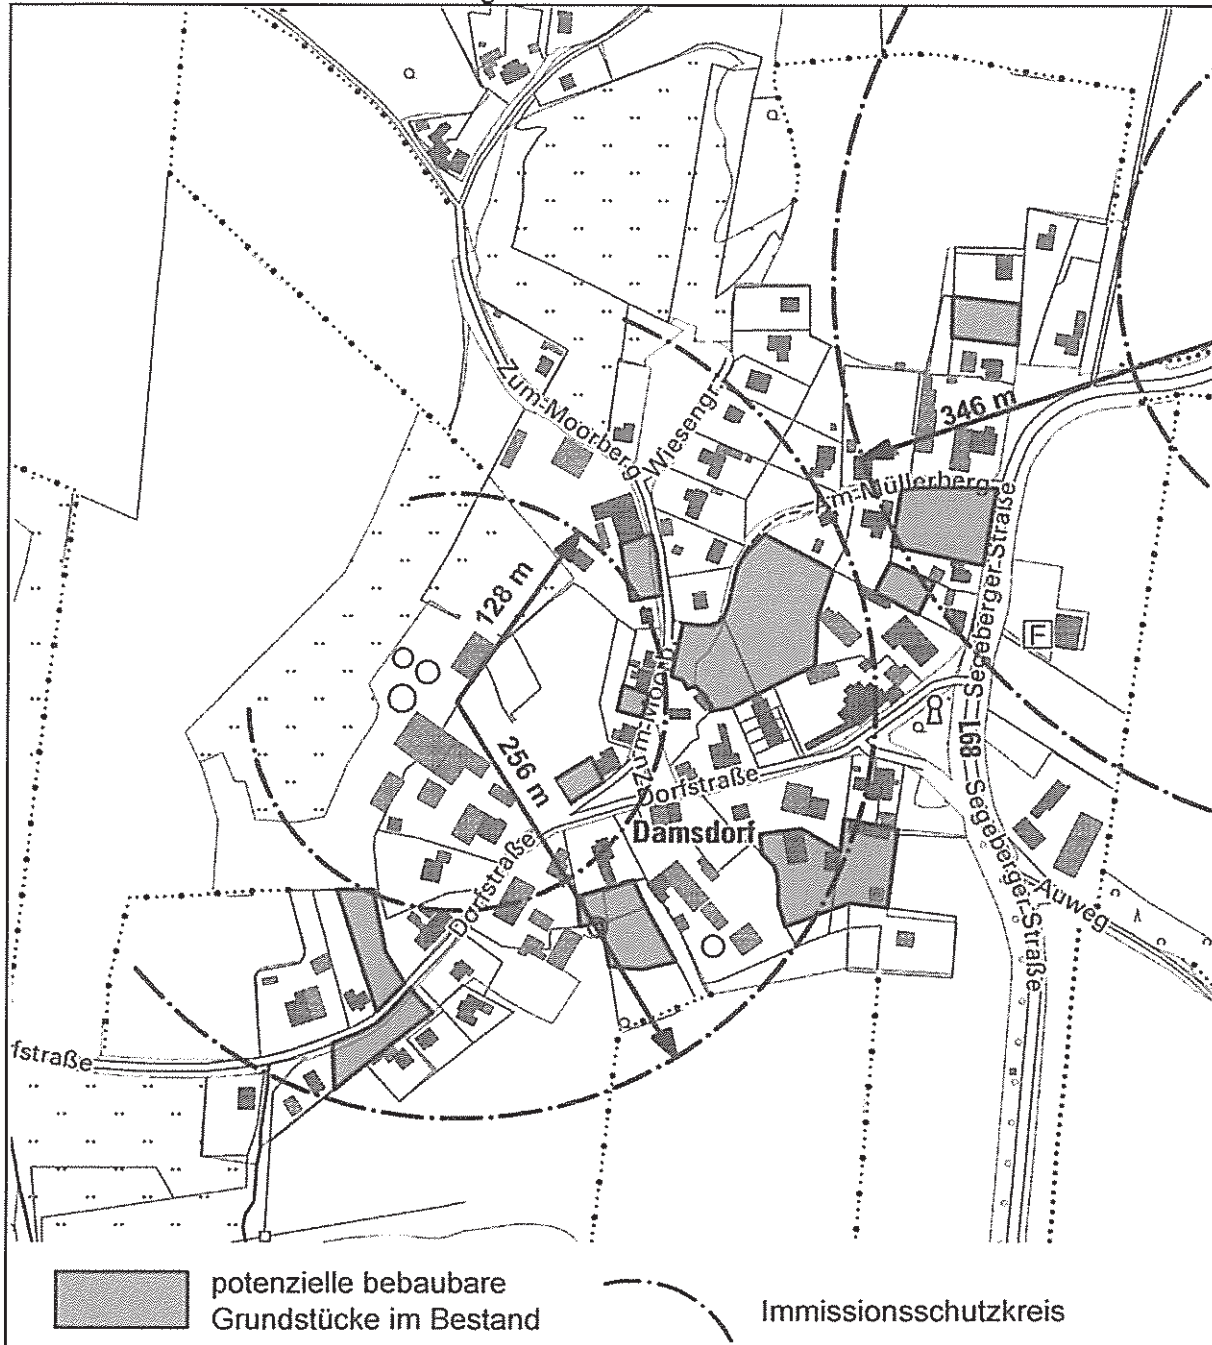 Zum-Moorberg
Wiesengr.
346 m
Am-Müllerberg
128 m
Segeberger-Straße
F
Zum-Moorb.
256 m
168
Segeberger-Straße
Dorfstraße
Damsdorf
Dorfstraße
Auweg
fstraße
potenzielle bebaubare
Grundstücke im Bestand
Immissionsschutzkreis